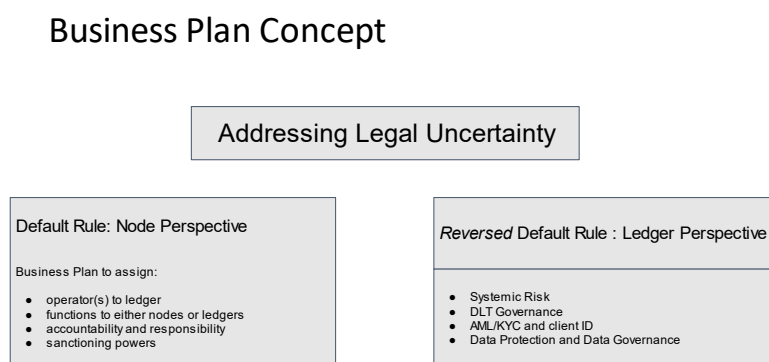 Business Plan Concept
Addressing Legal Uncertainty
Default Rule: Node Perspective
Business Plan to assign:
● operator(s) to ledger
● functions to either nodes or ledgers
● accountability and responsibility
● sanctioning powers
Reversed Default Rule : Ledger Perspective
● Systemic Risk
● DLT Governance
● AML/KYC and client ID
● Data Protection and Data Governance